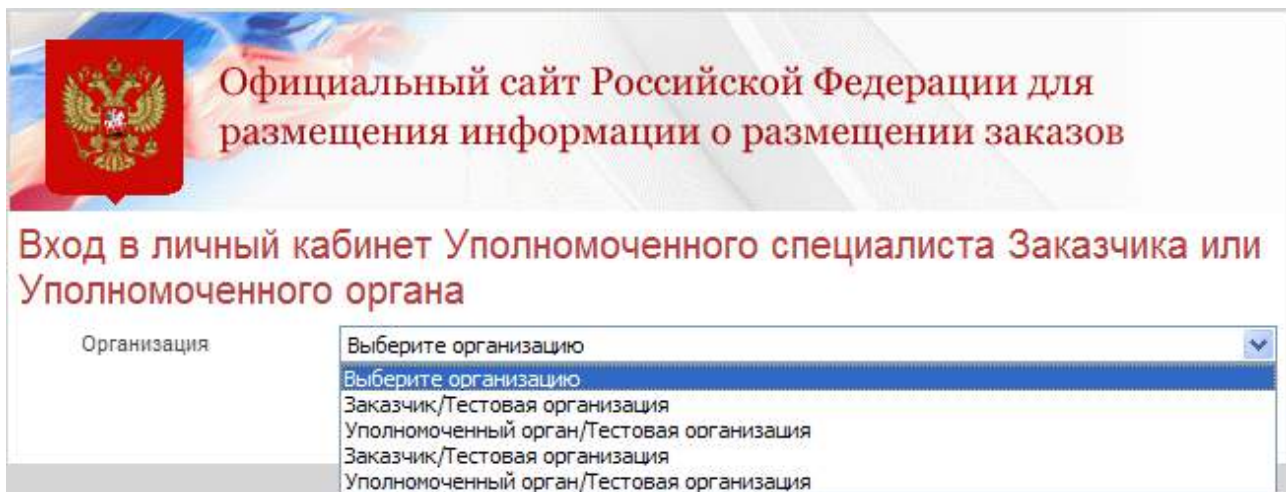 Официальный сайт Российской Федерации для
размещения информации о размещении заказов
Вход в личный кабинет Уполномоченного специалиста Заказчика или
Уполномоченного органа
Организация
Выберите организацию
Выберите организацию
Заказчик/Тестовая организация
Уполномоченный орган/Тестовая организация
Заказчик/Тестовая организация
Уполномоченный орган/Тестовая организация